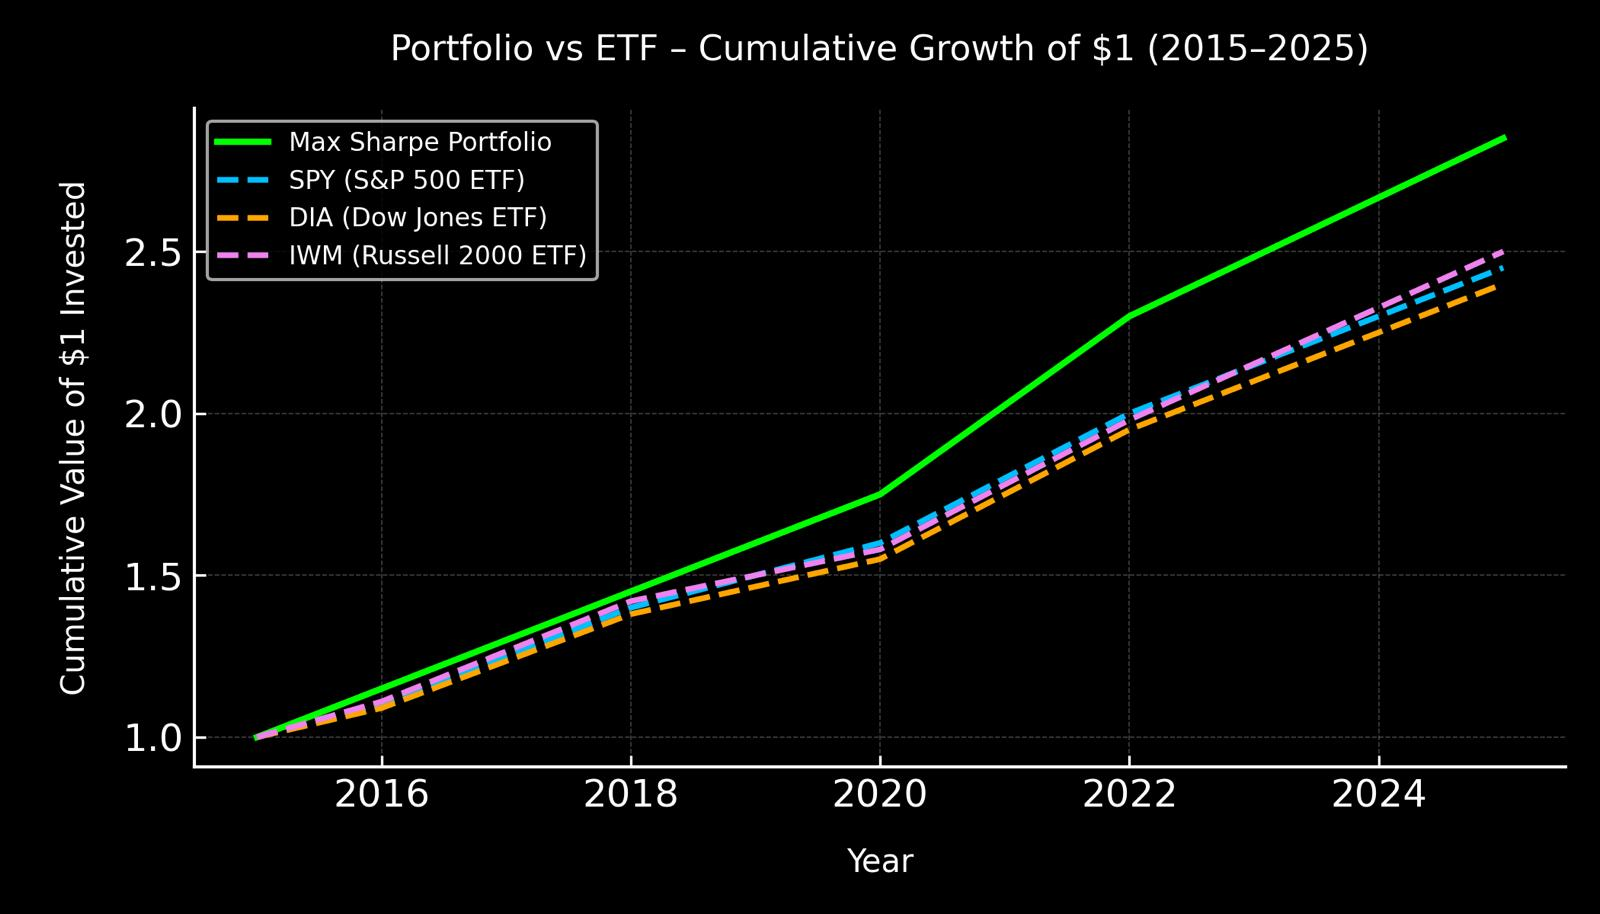 Portfolio vs ETF – Cumulative Growth of $1 (2015–2025)
Max Sharpe Portfolio
SPY (S&P 500 ETF)
DIA (Dow Jones ETF)
IWM (Russell 2000 ETF)
Cumulative Value of $1 Invested
2.5
2.0
1.5
1.0
2016 2018 2020 2022 2024
Year